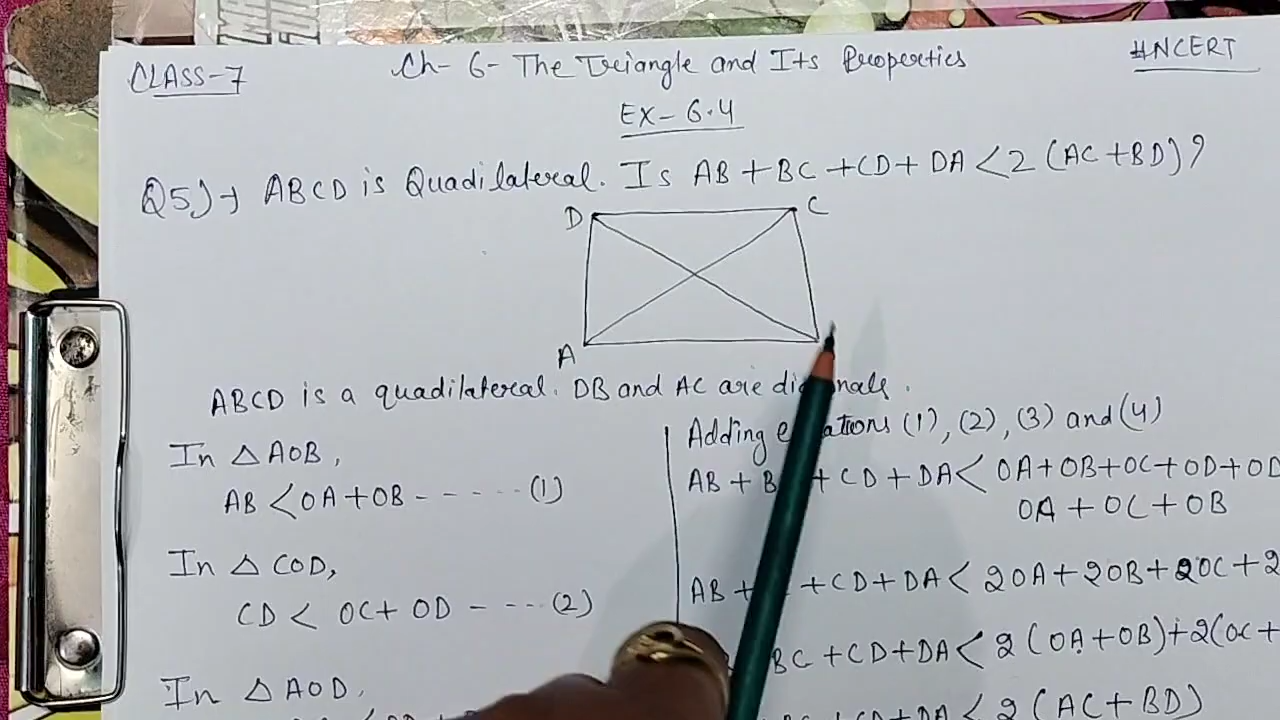 CLASS-7
Ch- 6- The Triangle and Its Properties
#NCERT
EX- 6.4
Q5)→ ABCD is Quadilateral. Is AB+BC+CD+DA<2(AC+BD)?
D
C
A
ABCD is a quadilateral. DB and AC are
In △AOB,
AB<OA+OB------(1)
In △COD,
CD< OC+OD - ---(2)
In △AOD,
Adding (1), (2), (3) and (4)
AB + + CD + DA< OA+OB+OC+OD+OD
OA + OC + OB
AB + + CD+DA< 2OA+2OB+2OC+2
BC +CD+DA< 2(OA+OB)+2(OC+
+CD+DA < 2(AC+BD)